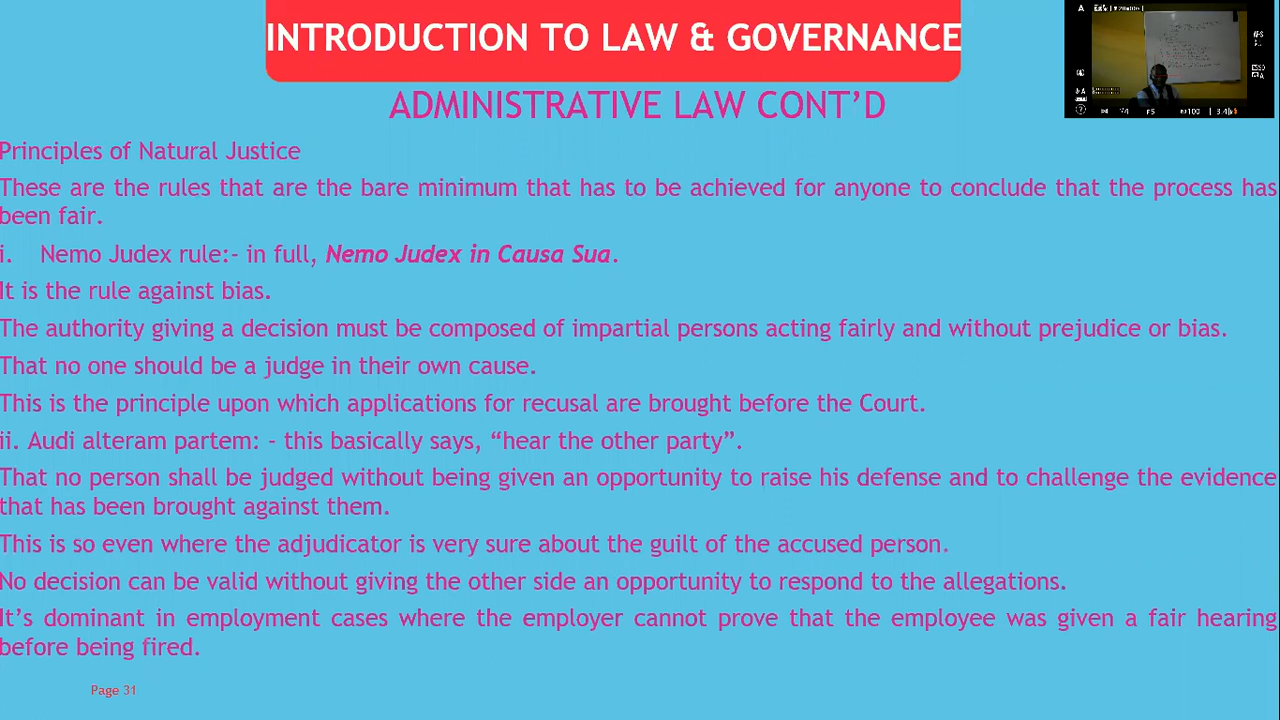 INTRODUCTION TO LAW & GOVERNANCE
ADMINISTRATIVE LAW CONT'D
Principles of Natural Justice
These are the rules that are the bare minimum that has to be achieved for anyone to conclude that the process has
been fair.
i. Nemo Judex rule:- in full, Nemo Judex in Causa Sua.
It is the rule against bias.
The authority giving a decision must be composed of impartial persons acting fairly and without prejudice or bias.
That no one should be a judge in their own cause.
This is the principle upon which applications for recusal are brought before the Court.
ii. Audi alteram partem: - this basically says, “hear the other party”.
That no person shall be judged without being given an opportunity to raise his defense and to challenge the evidence
that has been brought against them.
This is so even where the adjudicator is very sure about the guilt of the accused person.
No decision can be valid without giving the other side an opportunity to respond to the allegations.
It’s dominant in employment cases where the employer cannot prove that the employee was given a fair hearing
before being fired.
Page 31